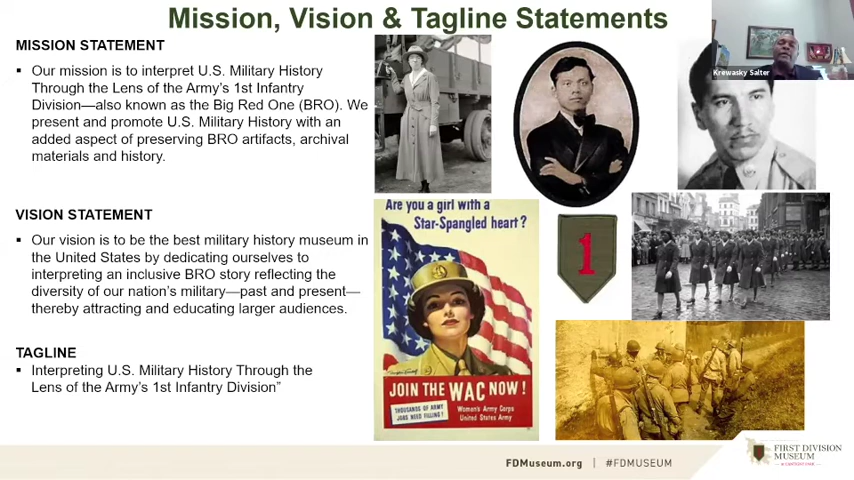 Mission, Vision & Tagline Statements
MISSION STATEMENT
▪ Our mission is to interpret U.S. Military History
Through the Lens of the Army's 1st Infantry
Division—also known as the Big Red One (BRO). We
present and promote U.S. Military History with an
added aspect of preserving BRO artifacts, archival
materials and history.
VISION STATEMENT
▪ Our vision is to be the best military history museum in
the United States by dedicating ourselves to
interpreting an inclusive BRO story reflecting the
diversity of our nation's military—past and present—
thereby attracting and educating larger audiences.
TAGLINE
▪ Interpreting U.S. Military History Through the
Lens of the Army's 1st Infantry Division”
Krewasky Salter
Are you a girl with a
Star-Spangled heart?
JOIN THE WAC NOW!
THOUSANDS OF ARMY
JOBS NEED FILLING!
Women's Army Corps
United States Army
1
FDMuseum.org | #FDMUSEUM
FIRST DIVISION
MUSEUM